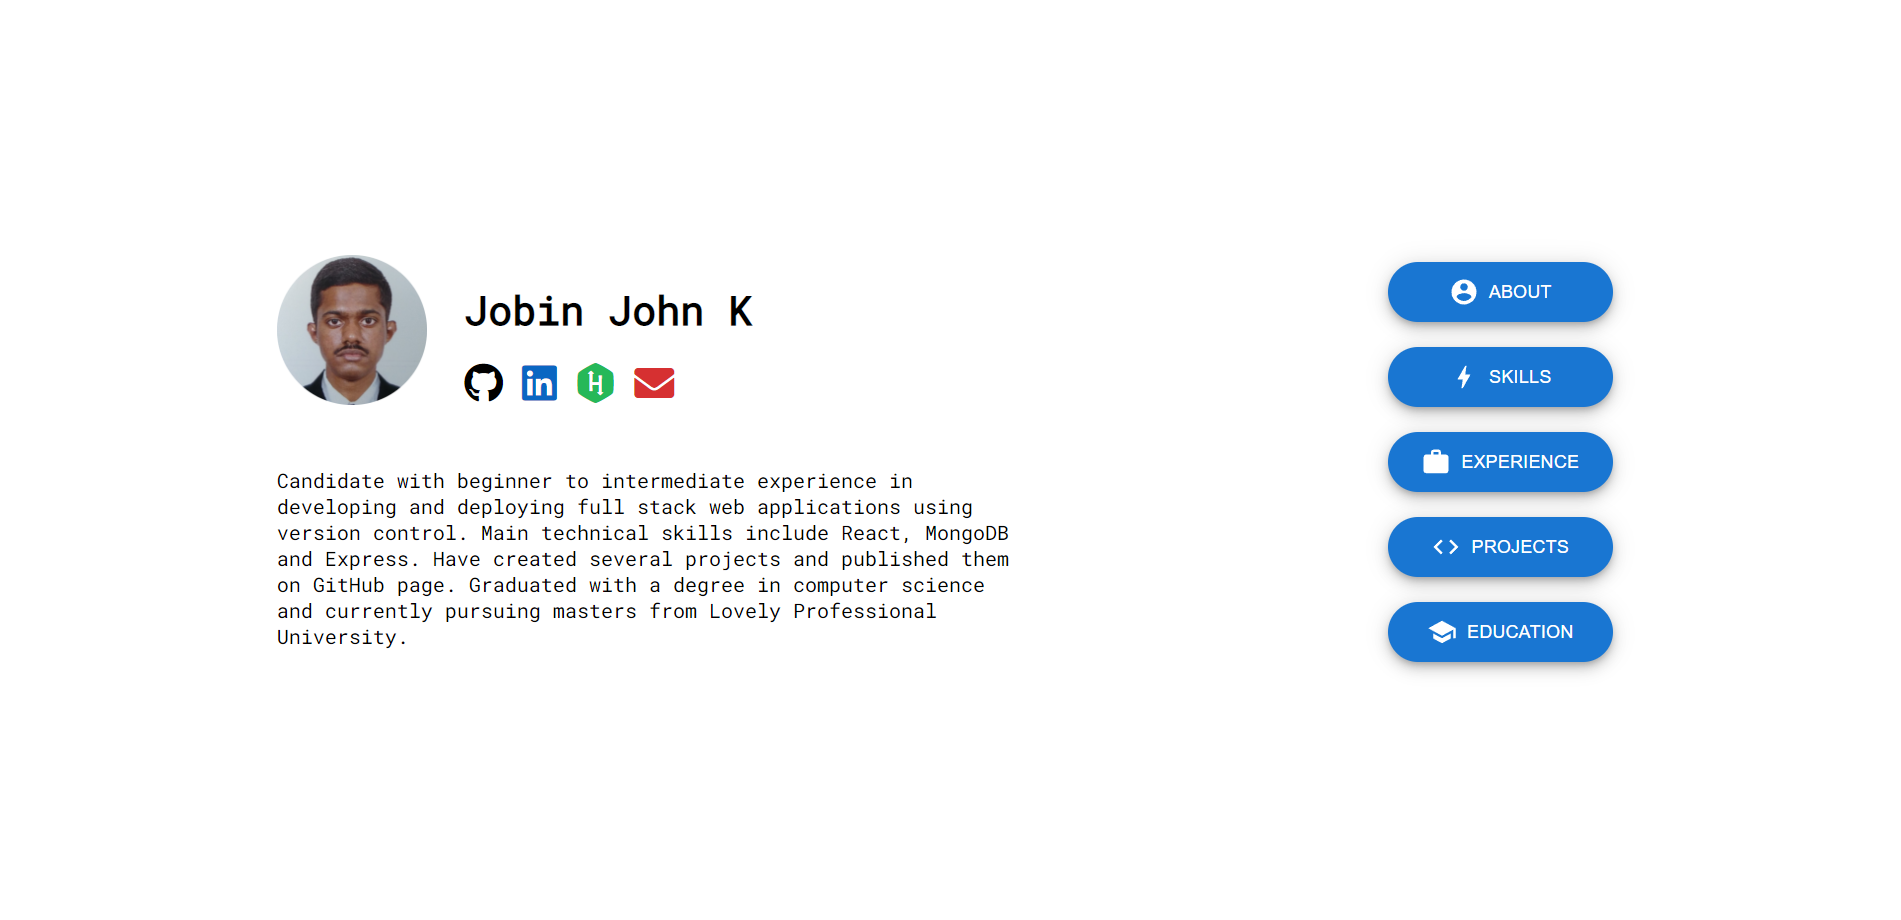 Jobin John K
in
H
Candidate with beginner to intermediate experience in
developing and deploying full stack web applications using
version control. Main technical skills include React, MongoDB
and Express. Have created several projects and published them
on GitHub page. Graduated with a degree in computer science
and currently pursuing masters from Lovely Professional
University.
ABOUT
SKILLS
EXPERIENCE
PROJECTS
EDUCATION